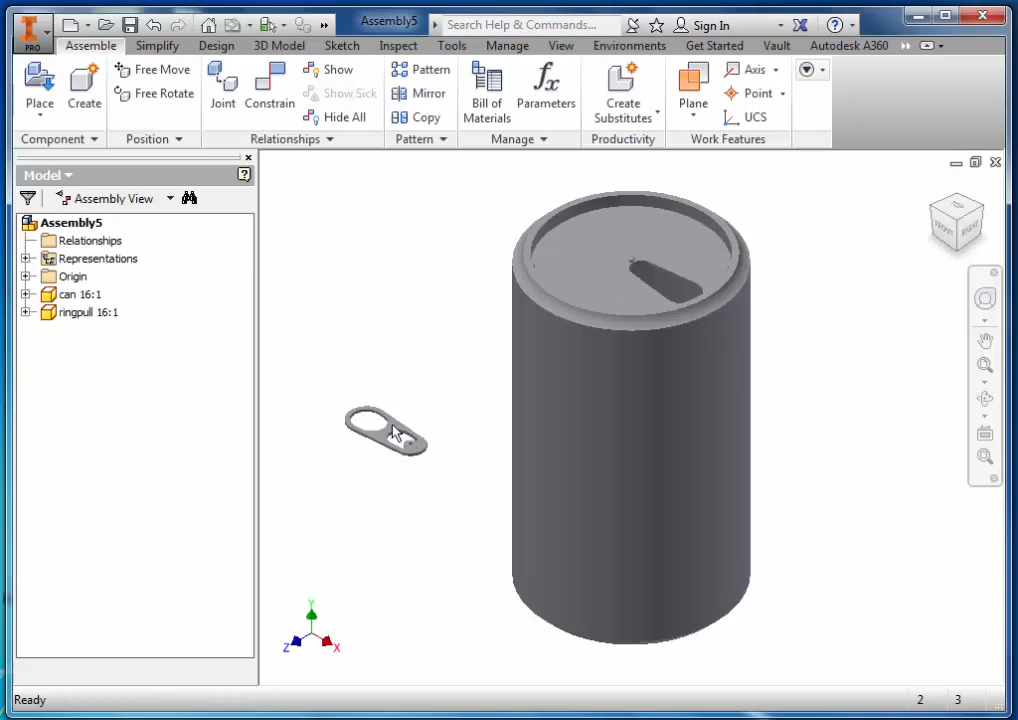 PRO
Assembly5
Search Help & Commands...
Sign In
Assemble Simplify Design 3D Model Sketch Inspect Tools Manage View Environments Get Started Vault Autodesk A360
Place
Create
Free Move
Free Rotate
Joint
Constrain
Show
Show Sick
Hide All
Pattern
Mirror
Copy
Bill of
Materials
fx
Parameters
Create
Substitutes
Plane
Axis
Point
UCS
Component Position Relationships Pattern Manage Productivity Work Features
Model
Assembly View
Assembly5
Relationships
Representations
Origin
can 16:1
ringpull 16:1
Y
Z
X
Ready
2 3